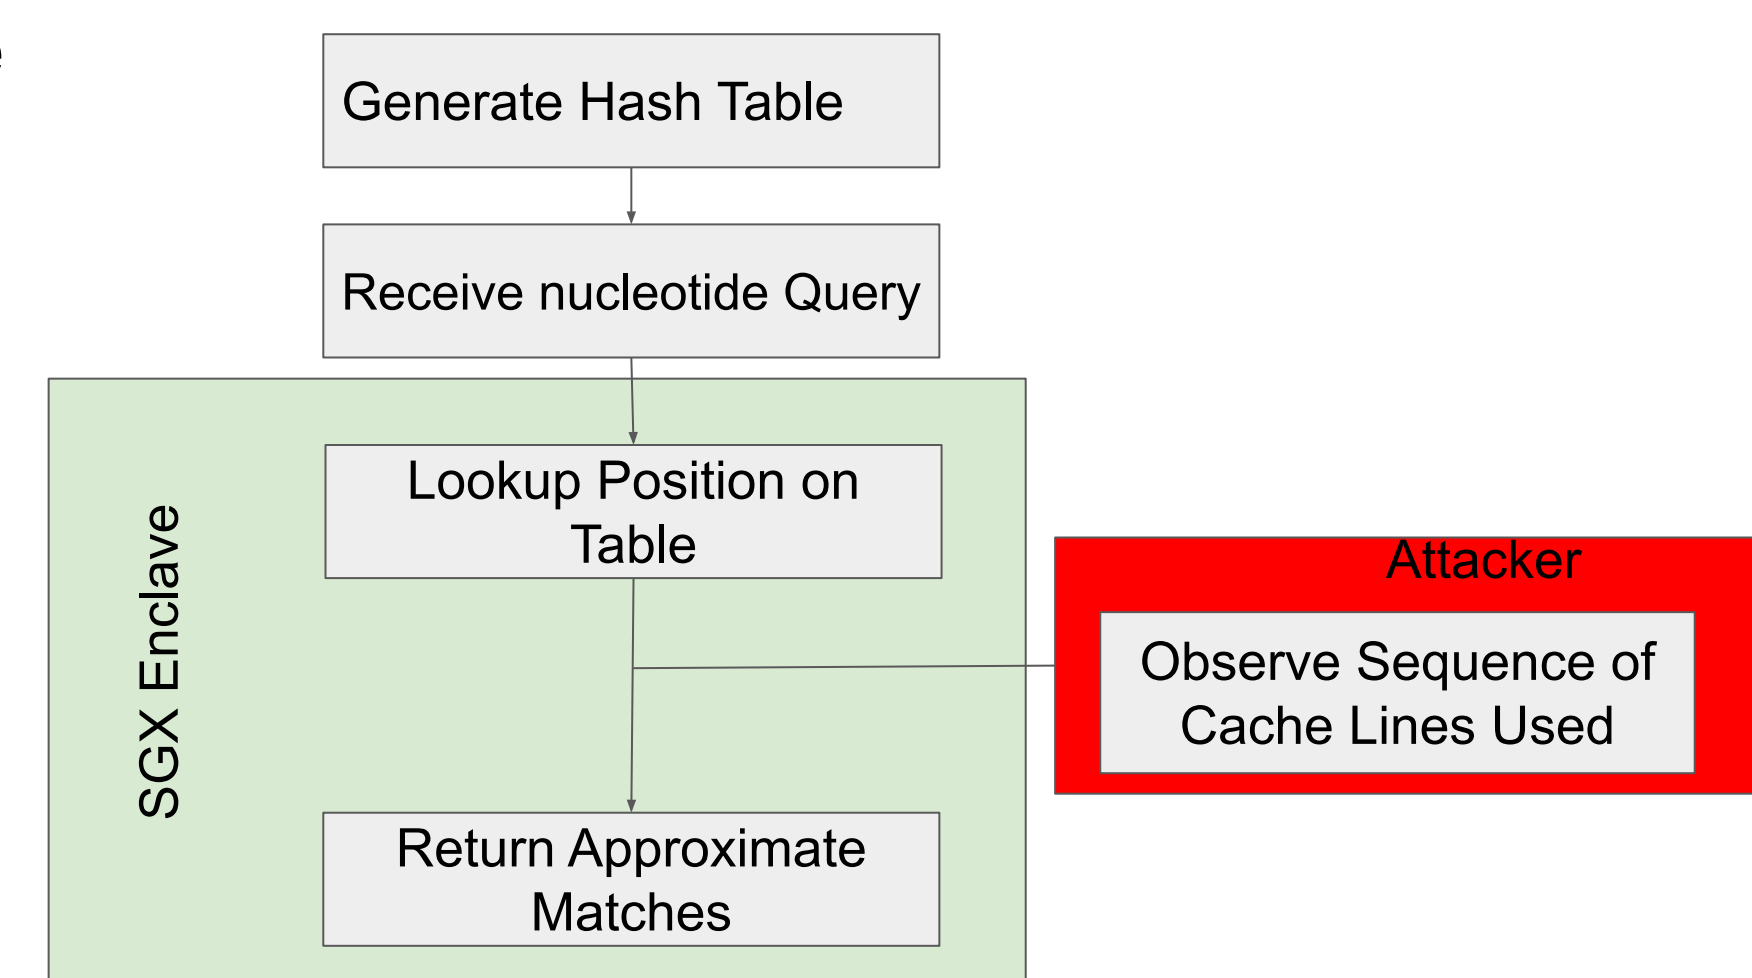 e
Generate Hash Table
Receive nucleotide Query
SGX Enclave
Lookup Position on
Table
Attacker
Observe Sequence of
Cache Lines Used
Return Approximate
Matches